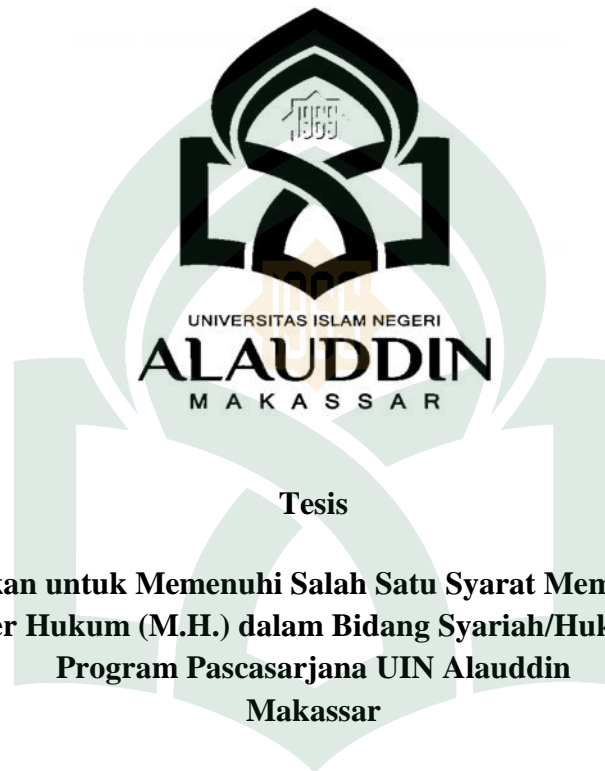 1965
UNIVERSITAS ISLAM NEGERI
ALAUDDIN
MAKASSAR
Tesis
kan untuk Memenuhi Salah Satu Syarat Mem
er Hukum (M.H.) dalam Bidang Syariah/Huk
Program Pascasarjana UIN Alauddin
Makassar